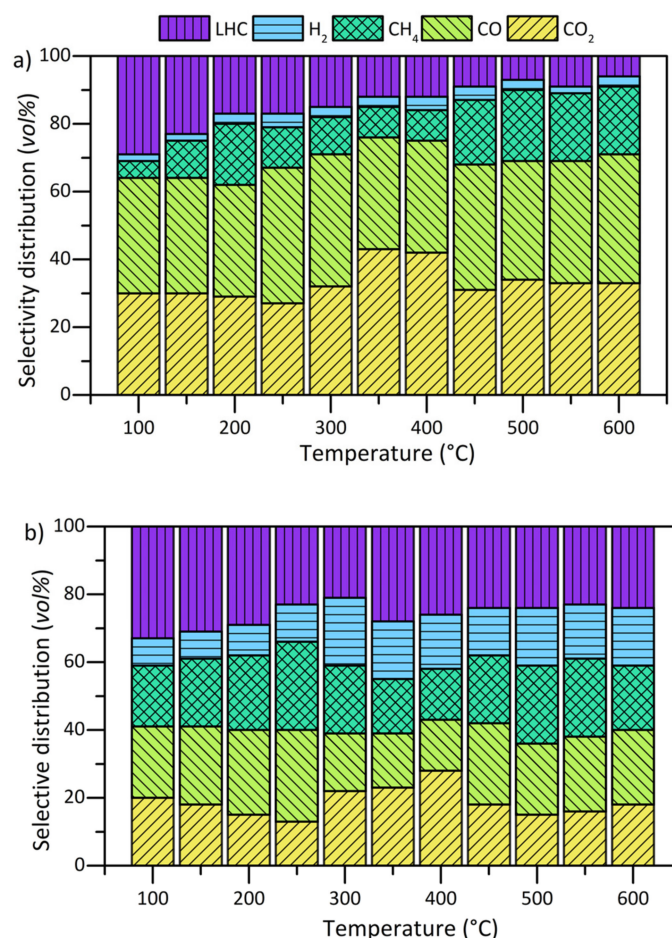 LHC H₂ CH₄ CO CO₂
a)
Selectivity distribution (vol%)
100
80
60
40
20
0
100 200 300 400 500 600
Temperature (°C)
b)
Selective distribution (vol%)
100
80
60
40
20
0
100 200 300 400 500 600
Temperature (°C)